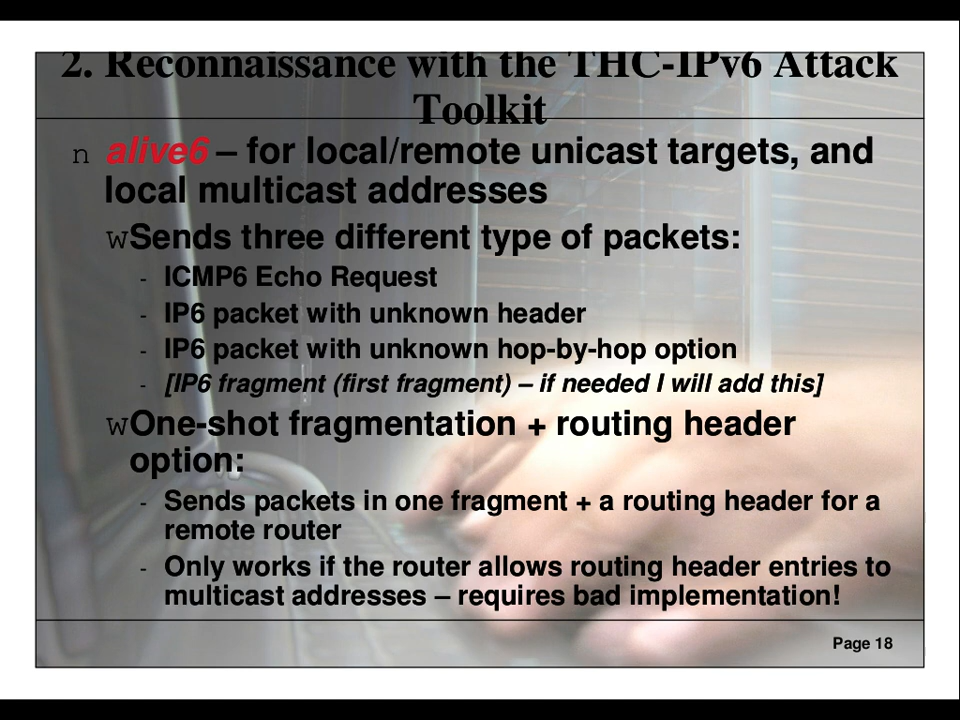 2. Reconnaissance with the THC-IPv6 Attack
Toolkit
n alive6 – for local/remote unicast targets, and
local multicast addresses
wSends three different type of packets:
- ICMP6 Echo Request
- IP6 packet with unknown header
- IP6 packet with unknown hop-by-hop option
- [IP6 fragment (first fragment) – if needed I will add this]
wOne-shot fragmentation + routing header
option:
- Sends packets in one fragment + a routing header for a
remote router
- Only works if the router allows routing header entries to
multicast addresses – requires bad implementation!
Page 18